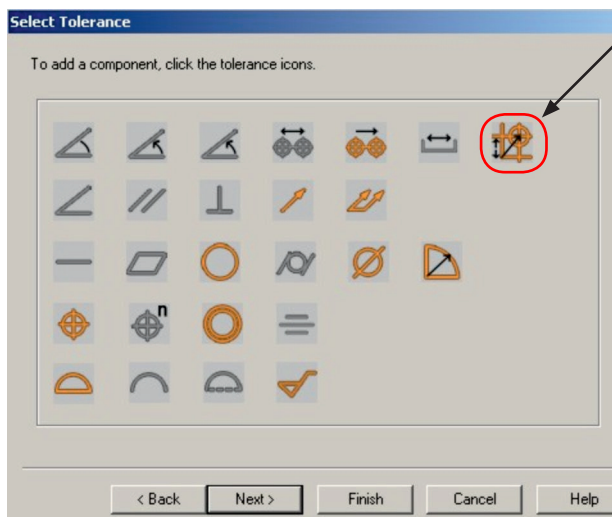 Select Tolerance
To add a component, click the tolerance icons.
n
< Back Next > Finish Cancel Help